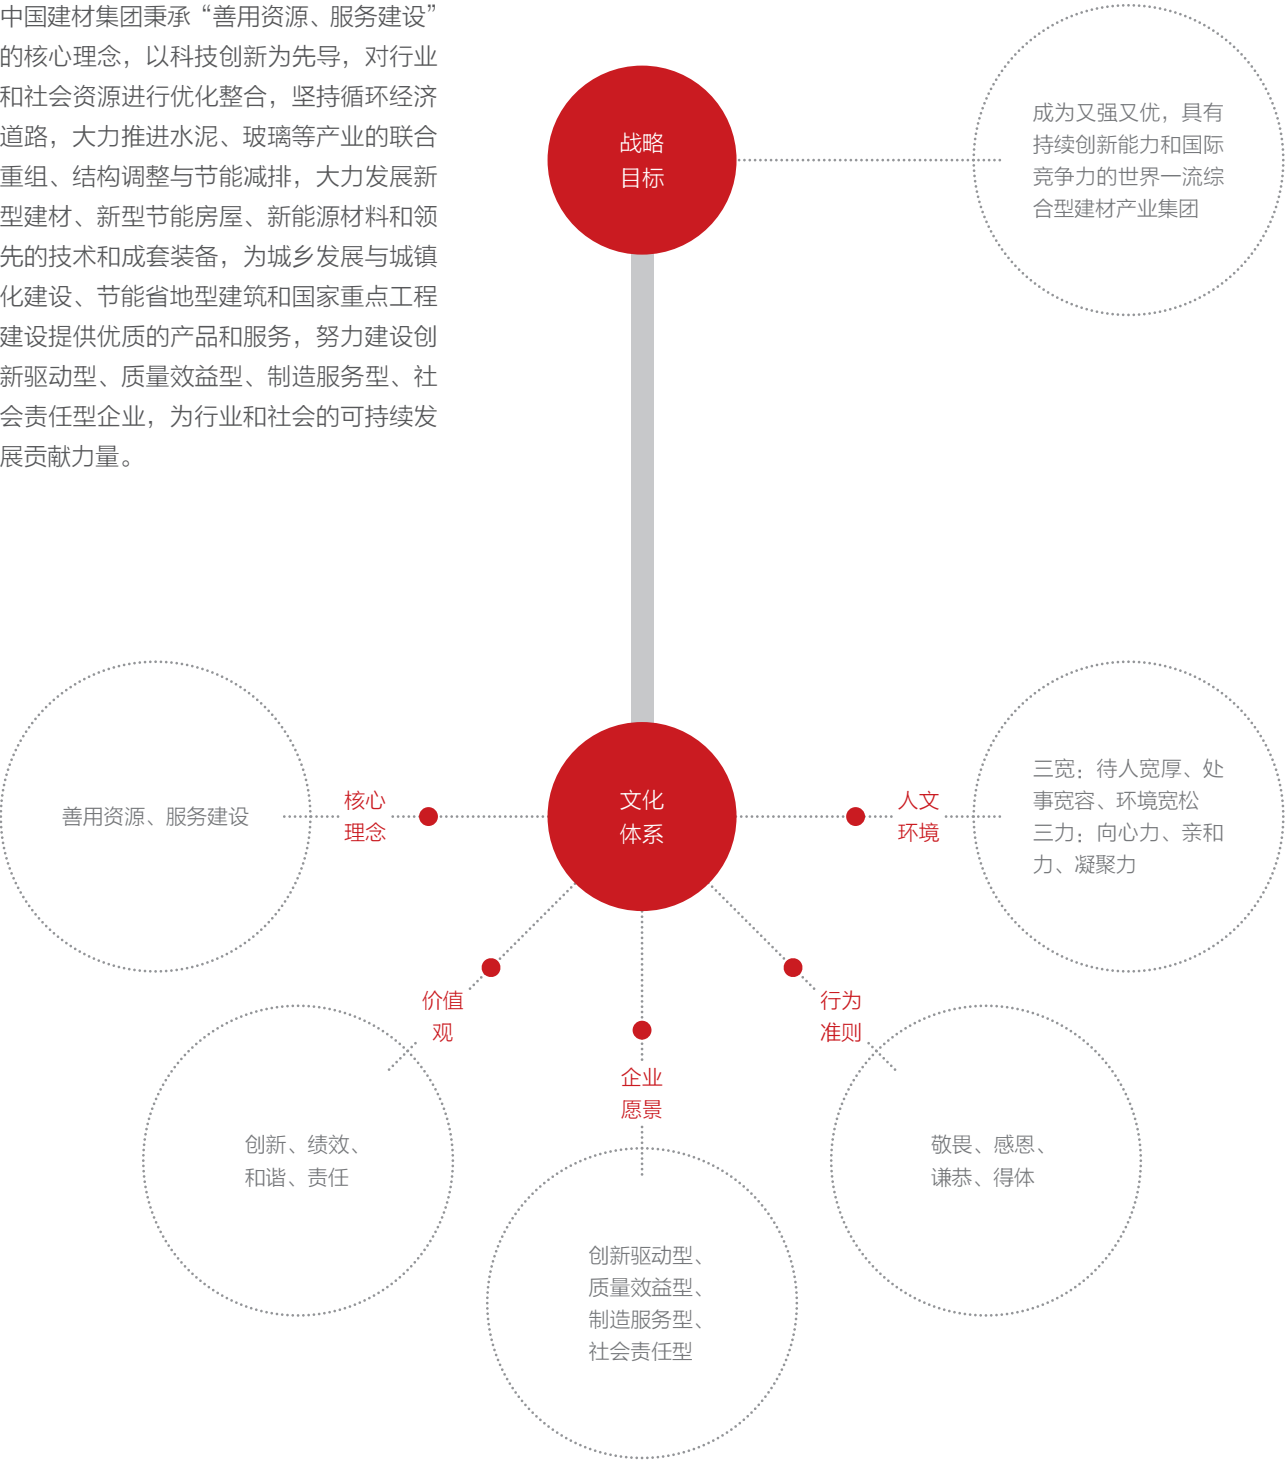 中国建材集团秉承“善用资源、服务建设”
的核心理念，以科技创新为先导，对行业
和社会资源进行优化整合，坚持循环经济
道路，大力推进水泥、玻璃等产业的联合
重组、结构调整与节能减排，大力发展新
型建材、新型节能房屋、新能源材料和领
先的技术和成套装备，为城乡发展与城镇
化建设、节能省地型建筑和国家重点工程
建设提供优质的产品和服务，努力建设创
新驱动型、质量效益型、制造服务型、社
会责任型企业，为行业和社会的可持续发
展贡献力量。
战略
目标
成为又强又优，具有
持续创新能力和国际
竞争力的世界一流综
合型建材产业集团
文化
体系
核心
理念
善用资源、服务建设
人文
环境
三宽：待人宽厚、处
事宽容、环境宽松
三力：向心力、亲和
力、凝聚力
价值
观
创新、绩效、
和谐、责任
企业
愿景
创新驱动型、
质量效益型、
制造服务型、
社会责任型
行为
准则
敬畏、感恩、
谦恭、得体